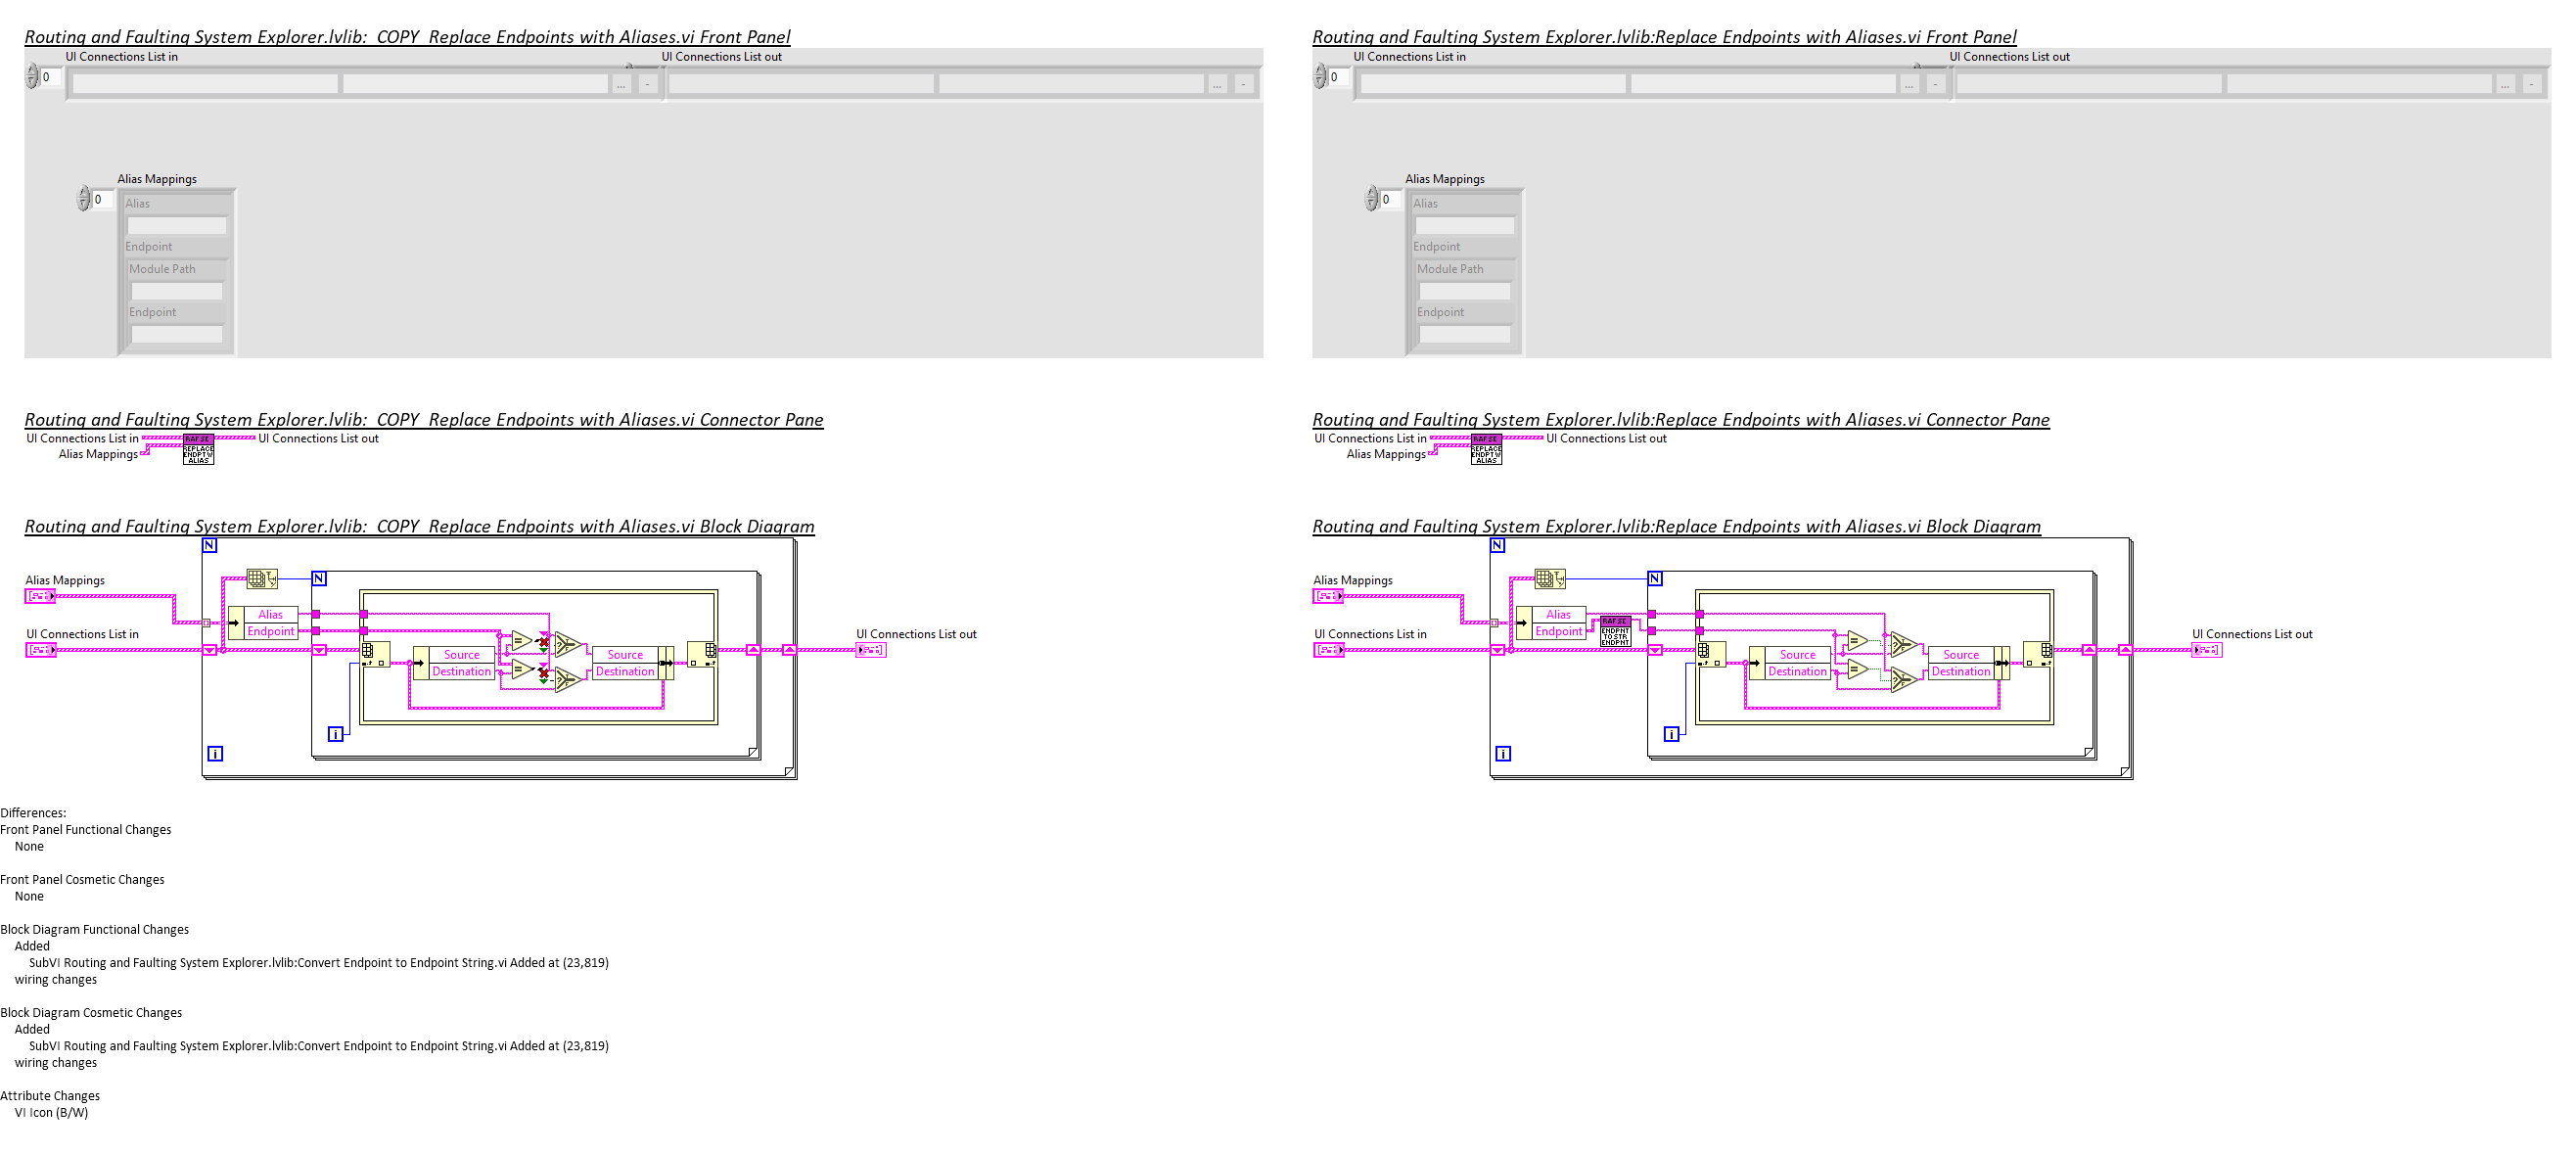 Routing and Faulting System Explorer.lvlib:  COPY  Replace Endpoints with Aliases.vi Front Panel
UI Connections List in
UI Connections List out
0
...
-
...
-
Alias Mappings
0
Alias
Endpoint
Module Path
Endpoint
Routing and Faulting System Explorer.lvlib:  COPY  Replace Endpoints with Aliases.vi Connector Pane
UI Connections List in
UI Connections List out
Alias Mappings
RAF SE
REPLACE
ENDPT W
ALIAS
Routing and Faulting System Explorer.lvlib:  COPY  Replace Endpoints with Aliases.vi Block Diagram
N
Alias Mappings
N
Alias
Endpoint
UI Connections List in
UI Connections List out
Source
Destination
Source
Destination
i
i
Routing and Faulting System Explorer.lvlib:Replace Endpoints with Aliases.vi Front Panel
UI Connections List in
UI Connections List out
0
...
-
...
-
Alias Mappings
0
Alias
Endpoint
Module Path
Endpoint
Routing and Faulting System Explorer.lvlib:Replace Endpoints with Aliases.vi Connector Pane
UI Connections List in
UI Connections List out
Alias Mappings
RAF SE
REPLACE
ENDPT W
ALIAS
Routing and Faulting System Explorer.lvlib:Replace Endpoints with Aliases.vi Block Diagram
N
Alias Mappings
N
Alias
Endpoint
RAF SE
ENDPNT
TO STR
ENDPNT
UI Connections List in
UI Connections List out
Source
Destination
Source
Destination
i
i
Differences:
Front Panel Functional Changes
None
Front Panel Cosmetic Changes
None
Block Diagram Functional Changes
Added
SubVI Routing and Faulting System Explorer.lvlib:Convert Endpoint to Endpoint String.vi Added at (23,819)
wiring changes
Block Diagram Cosmetic Changes
Added
SubVI Routing and Faulting System Explorer.lvlib:Convert Endpoint to Endpoint String.vi Added at (23,819)
wiring changes
Attribute Changes
VI Icon (B/W)